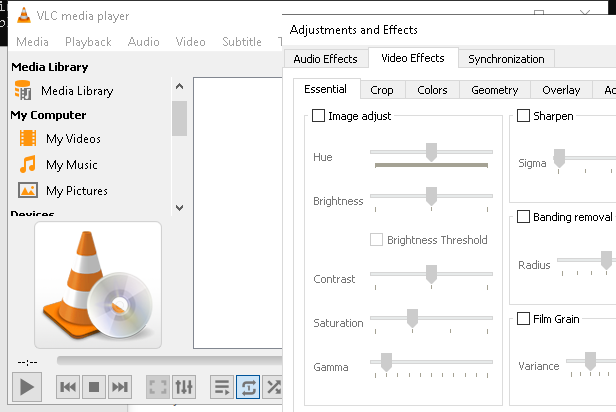 VLC media player
Media Playback Audio Video Subtitle
Media Library
Media Library
My Computer
My Videos
My Music
My Pictures
Devices
--:--
Adjustments and Effects
Audio Effects Video Effects Synchronization
Essential Crop Colors Geometry Overlay
Image adjust
Hue
Brightness
Brightness Threshold
Contrast
Saturation
Gamma
Sharpen
Sigma
Banding removal
Radius
Film Grain
Variance